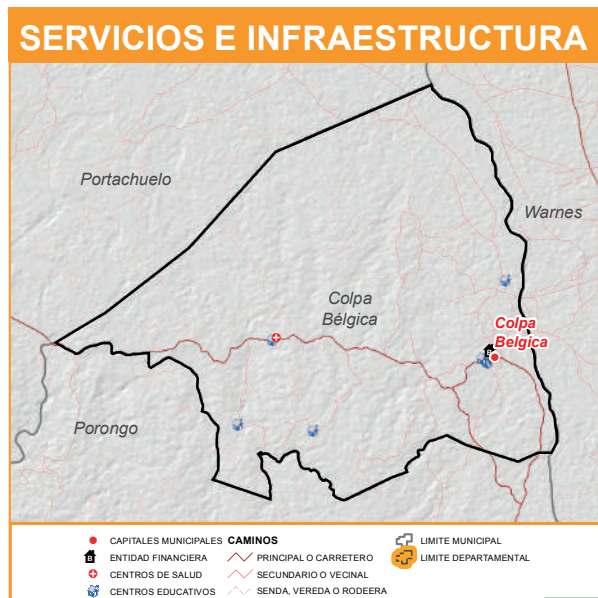 SERVICIOS E INFRAESTRUCTURA
Portachuelo
Warnes
Colpa
Bélgica
Colpa
Belgica
B
Porongo
CAPITALES MUNICIPALES CAMINOS LIMITE MUNICIPAL
B ENTIDAD FINANCIERA PRINCIPAL O CARRETERO LIMITE DEPARTAMENTAL
CENTROS DE SALUD SECUNDARIO O VECINAL
CENTROS EDUCATIVOS SENDA, VEREDA O RODEERA